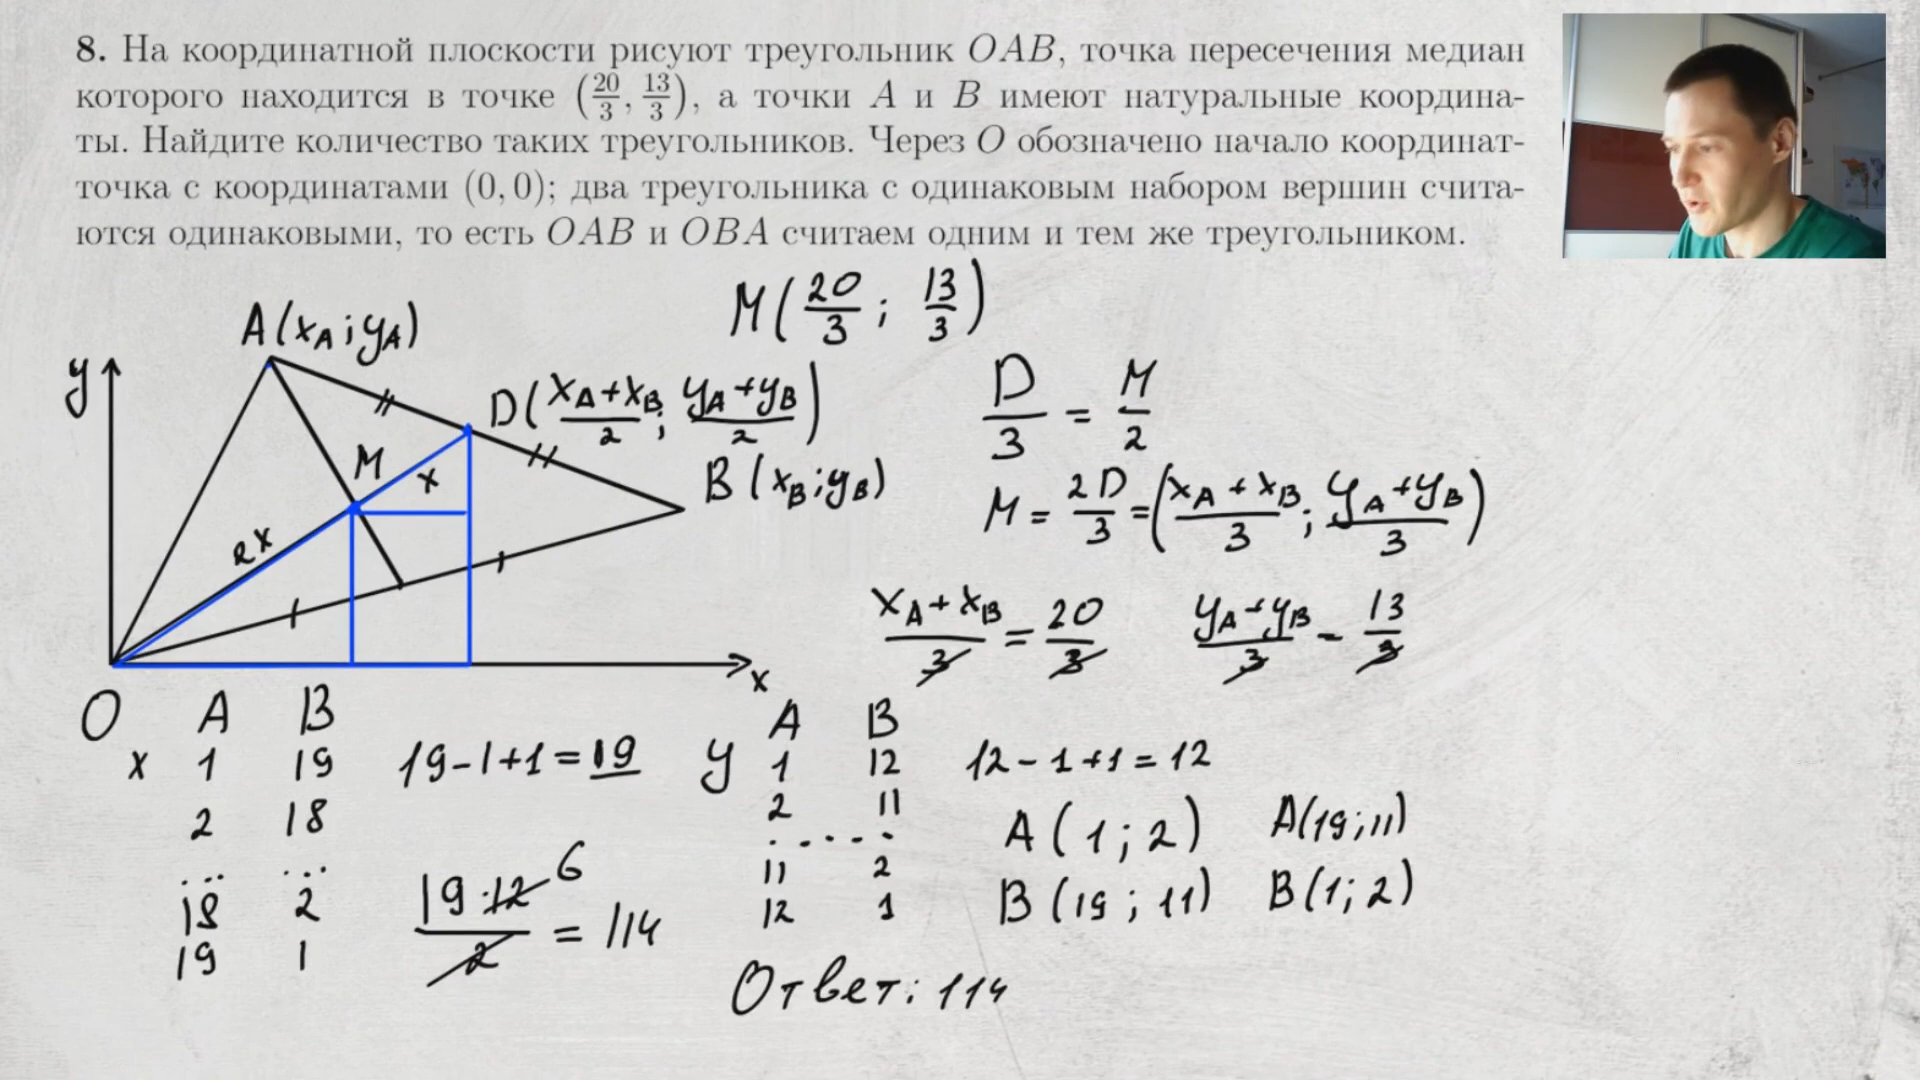 8. На координатной плоскости рисуют треугольник OAB, точка пересечения медиан
которого находится в точке (20/3, 13/3), а точки A и B имеют натуральные координа-
ты. Найдите количество таких треугольников. Через O обозначено начало координат-
точка с координатами (0, 0); два треугольника с одинаковым набором вершин счита-
ются одинаковыми, то есть OAB и OBA считаем одним и тем же треугольником.
M(20/3; 13/3)
A(xA; yA)
y
D(xA+xB/2; yA+yB/2)
D/3 = M/2
M
x
B(xB; yB)
M = 2D/3 = (xA+xB/3; yA+yB/3)
2x
xA+xB/3 = 20/3
yA+yB/3 - 13/3
x
O
A B
x 1 19
2 18
... ...
18 2
19 1
19-1+1=19
19·12/2 = 114
6
A B
y 1 12
2 11
.....
11 2
12 1
12-1+1=12
A(1; 2) A(19; 11)
B(19; 11) B(1; 2)
Ответ: 114